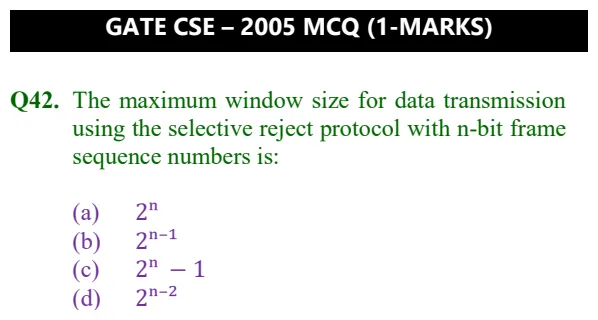 GATE CSE – 2005 MCQ (1-MARKS)
Q42. The maximum window size for data transmission
using the selective reject protocol with n-bit frame
sequence numbers is:
(a) 2ⁿ
(b) 2ⁿ⁻¹
(c) 2ⁿ − 1
(d) 2ⁿ⁻²